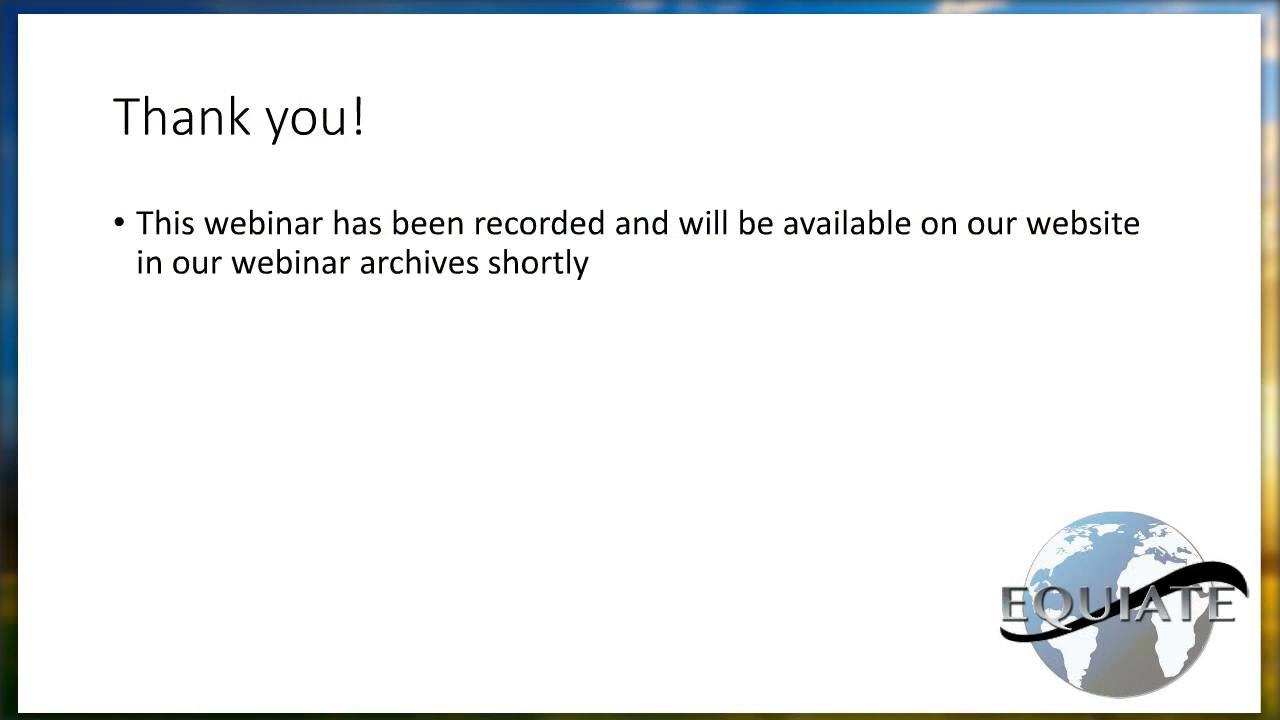 Thank you!
• This webinar has been recorded and will be available on our website
in our webinar archives shortly
EQUIATE